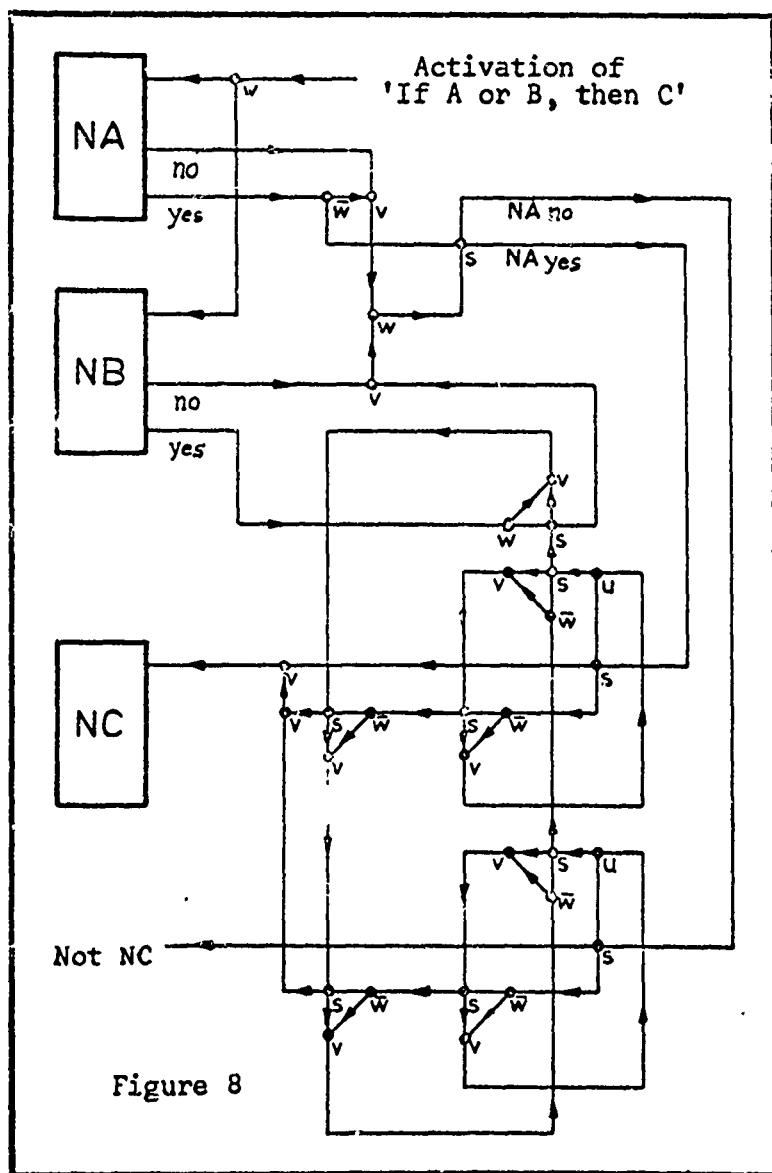 Activation of
'If A or B, then C'
w
NA
no
yes
w̄
v
NA no
s
NA yes
NB
w
no
v
yes
v
w
s
v
s
u
w̄
NC
v
s
v
s
w̄
s
w̄
v
v
v
s
u
w̄
Not NC
s
s
w̄
s
w̄
v
v
Figure 8